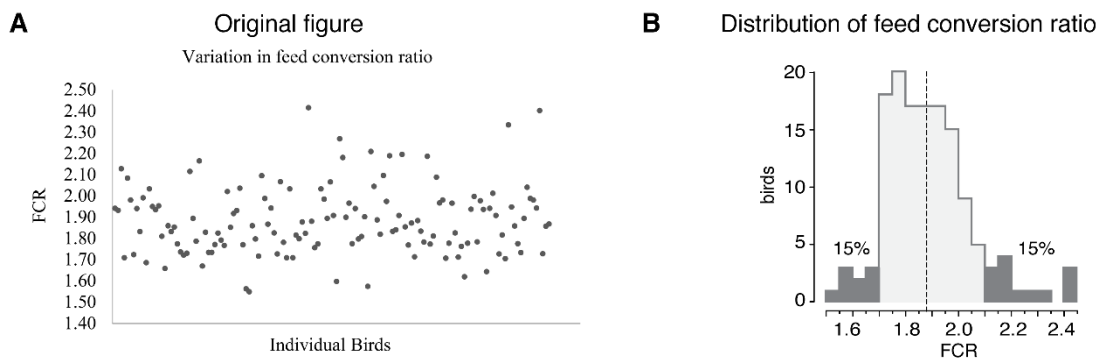 A Original figure
Variation in feed conversion ratio
2.50
2.40
2.30
2.20
2.10
2.00
1.90
1.80
1.70
1.60
1.50
1.40
FCR
Individual Birds
B Distribution of feed conversion ratio
20
15
10
5
0
birds
15% 15%
1.6 1.8 2.0 2.2 2.4
FCR